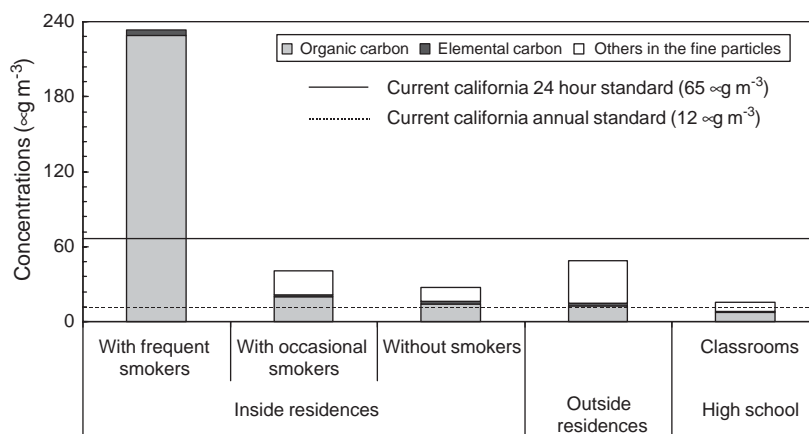 240
180
120
60
0
Concentrations (∝g m-3)
Organic carbon Elemental carbon Others in the fine particles
Current california 24 hour standard (65 ∝g m-3)
Current california annual standard (12 ∝g m-3)
With frequent
smokers
With occasional
smokers
Without smokers
Classrooms
Inside residences
Outside
residences
High school